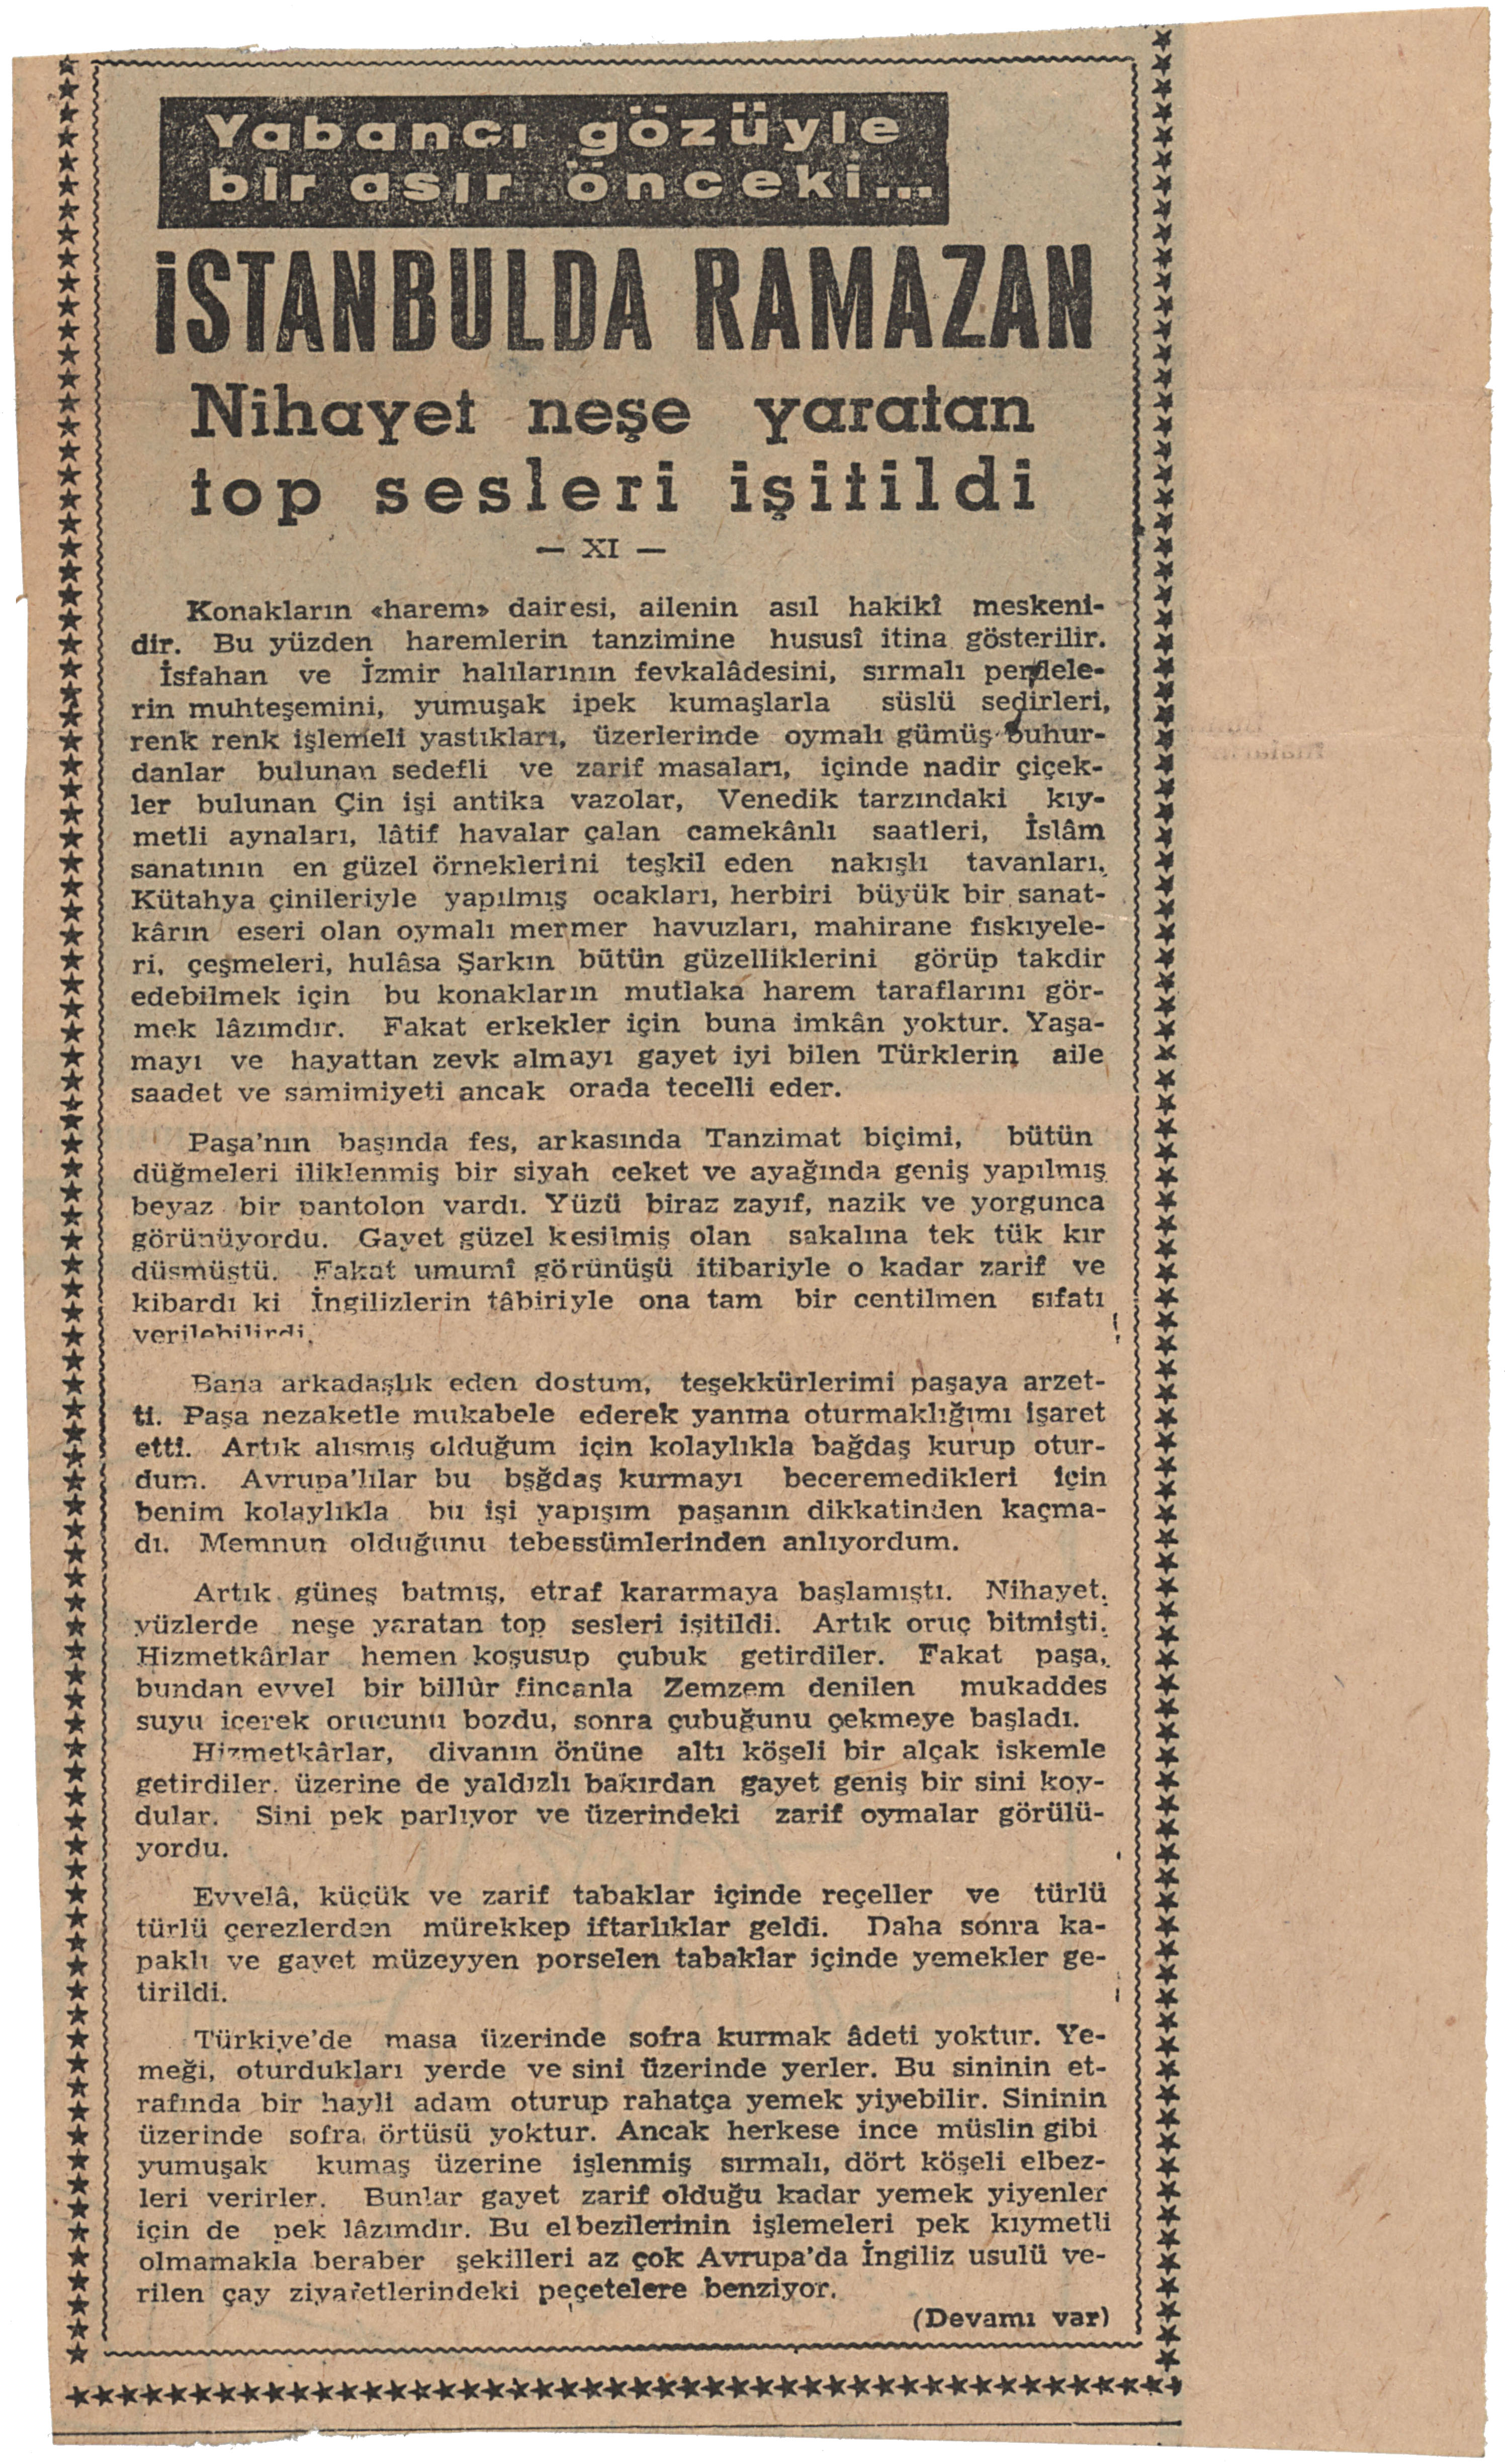 Yabancı gözüyle
bir asır önceki...
İSTANBULDA RAMAZAN
Nihayet neşe yaratan
top sesleri işitildi
— XI —
Konakların «harem» dairesi, ailenin asıl hakikî meskeni-
dir. Bu yüzden haremlerin tanzimine hususî itina gösterilir.
İsfahan ve İzmir halılarının fevkalâdesini, sırmalı perdele-
rin muhteşemini, yumuşak ipek kumaşlarla süslü sedirleri,
renk renk işlemeli yastıkları, üzerlerinde oymalı gümüş buhur-
danlar bulunan sedefli ve zarif masaları, içinde nadir çiçek-
ler bulunan Çin işi antika vazolar, Venedik tarzındaki kıy-
metli aynaları, lâtif havalar çalan camekânlı saatleri, İslâm
sanatının en güzel örneklerini teşkil eden nakışlı tavanları,
Kütahya çinileriyle yapılmış ocakları, herbiri büyük bir sanat-
kârın eseri olan oymalı mermer havuzları, mahirane fıskıyele-
ri, çeşmeleri, hulâsa Şarkın bütün güzelliklerini görüp takdir
edebilmek için bu konakların mutlaka harem taraflarını gör-
mek lâzımdır. Fakat erkekler için buna imkân yoktur. Yaşa-
mayı ve hayattan zevk almayı gayet iyi bilen Türklerin aile
saadet ve samimiyeti ancak orada tecelli eder.
Paşa'nın başında fes, arkasında Tanzimat biçimi, bütün
düğmeleri iliklenmiş bir siyah ceket ve ayağında geniş yapılmış
beyaz bir pantolon vardı. Yüzü biraz zayıf, nazik ve yorgunca
görünüyordu. Gayet güzel kesilmiş olan sakalına tek tük kır
düşmüştü. Fakat umumî görünüşü itibariyle o kadar zarif ve
kibardı ki İngilizlerin tâbiriyle ona tam bir centilmen sıfatı
verilebilirdi.
Bana arkadaşlık eden dostum, teşekkürlerimi paşaya arzet-
ti. Paşa nezaketle mukabele ederek yanına oturmaklığımı işaret
etti. Artık alışmış olduğum için kolaylıkla bağdaş kurup otur-
dum. Avrupa'lılar bu bşğdaş kurmayı beceremedikleri için
benim kolaylıkla bu işi yapışım paşanın dikkatinden kaçma-
dı. Memnun olduğunu tebessümlerinden anlıyordum.
Artık güneş batmış, etraf kararmaya başlamıştı. Nihayet,
yüzlerde neşe yaratan top sesleri işitildi. Artık oruç bitmişti.
Hizmetkârlar hemen koşusup çubuk getirdiler. Fakat paşa,
bundan evvel bir billûr fincanla Zemzem denilen mukaddes
suyu içerek orucunu bozdu, sonra çubuğunu çekmeye başladı.
Hizmetkârlar, divanın önüne altı köşeli bir alçak iskemle
getirdiler. üzerine de yaldızlı bakırdan gayet geniş bir sini koy-
dular. Sini pek parlıyor ve üzerindeki zarif oymalar görülü-
yordu.
Evvelâ, küçük ve zarif tabaklar içinde reçeller ve türlü
türlü çerezlerden mürekkep iftarlıklar geldi. Daha sonra ka-
paklı ve gayet müzeyyen porselen tabaklar içinde yemekler ge-
tirildi.
Türkiye'de masa üzerinde sofra kurmak âdeti yoktur. Ye-
meği, oturdukları yerde ve sini üzerinde yerler. Bu sininin et-
rafında bir hayli adam oturup rahatça yemek yiyebilir. Sininin
üzerinde sofra örtüsü yoktur. Ancak herkese ince müslin gibi
yumuşak kumaş üzerine işlenmiş sırmalı, dört köşeli elbez-
leri verirler. Bunlar gayet zarif olduğu kadar yemek yiyenler
için de pek lâzımdır. Bu elbezilerinin işlemeleri pek kıymetli
olmamakla beraber şekilleri az çok Avrupa'da İngiliz usulü ve-
rilen çay ziyaretlerindeki peçetelere benziyor.
(Devamı var)